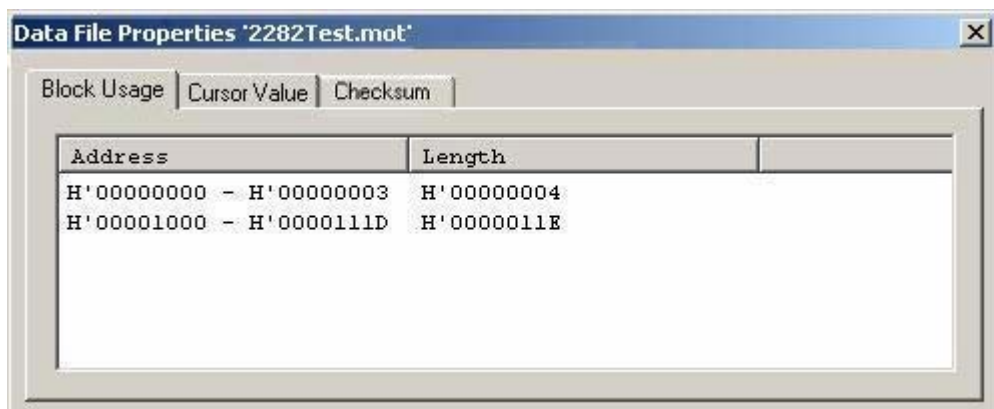 Data File Properties '2282Test.mot'
Block Usage Cursor Value Checksum
Address Length
H'00000000 - H'00000003 H'00000004
H'00001000 - H'0000111D H'0000011E